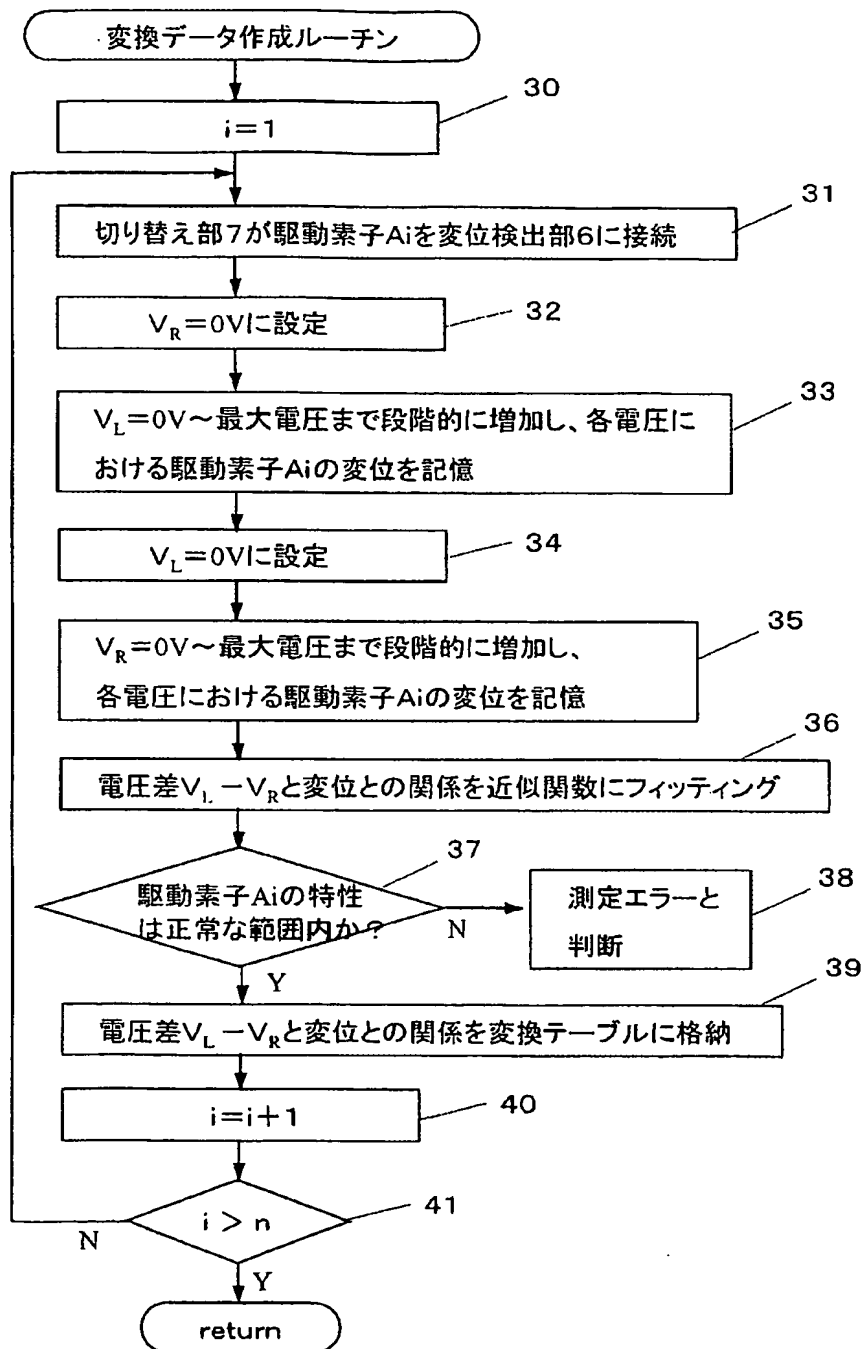 変換データ作成ルーチン
30
i=1
31
切り替え部7が駆動素子Aiを変位検出部6に接続
32
V_R=0Vに設定
33
V_L=0V~最大電圧まで段階的に増加し、各電圧に
おける駆動素子Aiの変位を記憶
34
V_L=0Vに設定
35
V_R=0V~最大電圧まで段階的に増加し、
各電圧における駆動素子Aiの変位を記憶
36
電圧差V_L-V_Rと変位との関係を近似関数にフィッティング
37
駆動素子Aiの特性
は正常な範囲内か?
N
38
測定エラーと
判断
Y
39
電圧差V_L-V_Rと変位との関係を変換テーブルに格納
40
i=i+1
41
i > n
N
Y
return